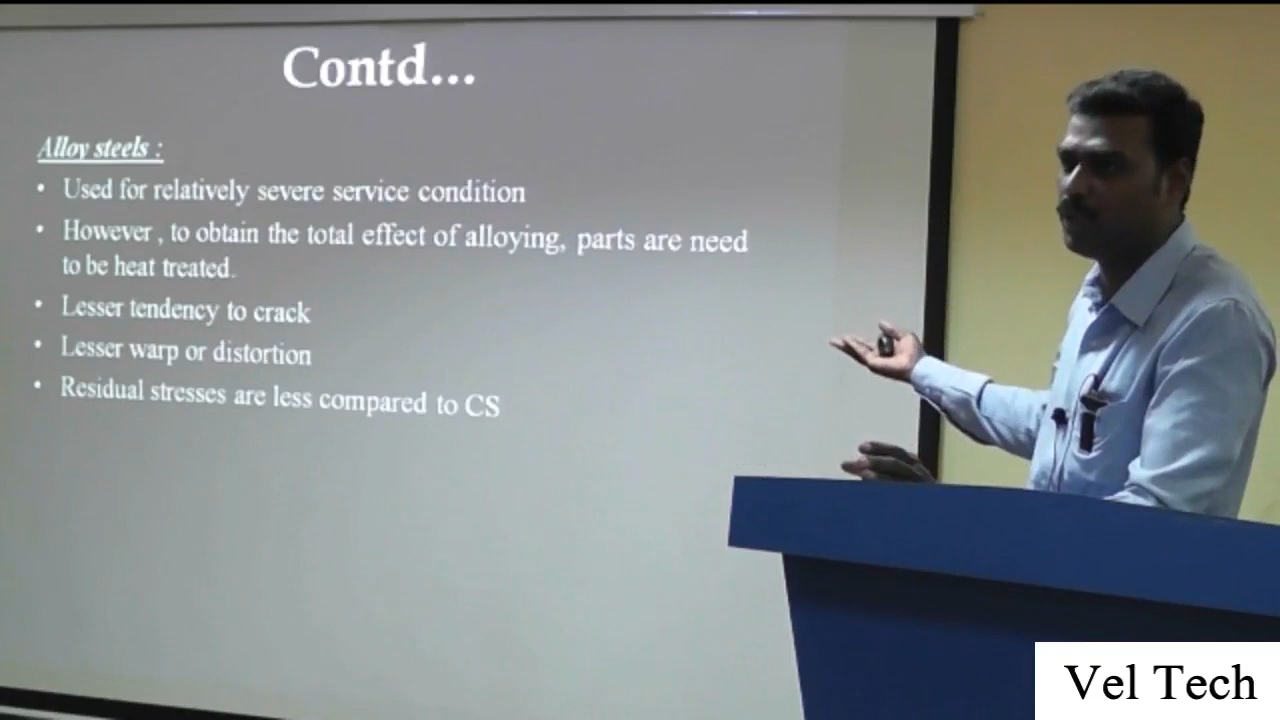 Contd...
Alloy steels :
• Used for relatively severe service condition
• However , to obtain the total effect of alloying, parts are need
to be heat treated.
• Lesser tendency to crack
• Lesser warp or distortion
• Residual stresses are less compared to CS
Vel Tech